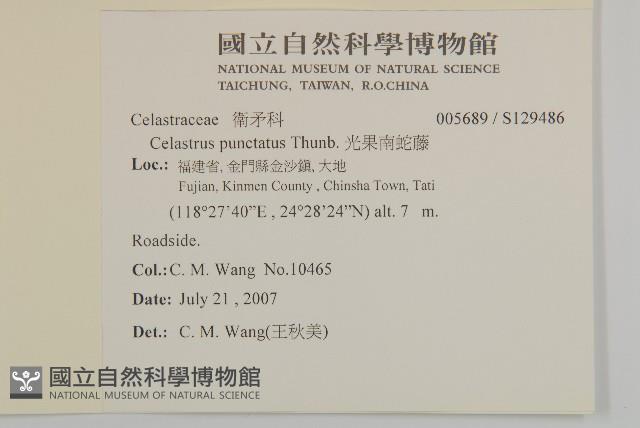 國立自然科學博物館
NATIONAL MUSEUM OF NATURAL SCIENCE
TAICHUNG, TAIWAN, R.O.CHINA
Celastraceae 衛矛科 005689 / S129486
Celastrus punctatus Thunb. 光果南蛇藤
Loc.: 福建省, 金門縣金沙鎮, 大地
Fujian, Kinmen County , Chinsha Town, Tati
(118°27'40”E , 24°28'24”N) alt. 7 m.
Roadside.
Col.: C. M. Wang No.10465
Date: July 21 , 2007
Det.: C. M. Wang(王秋美)
國立自然科學博物館
NATIONAL MUSEUM OF NATURAL SCIENCE